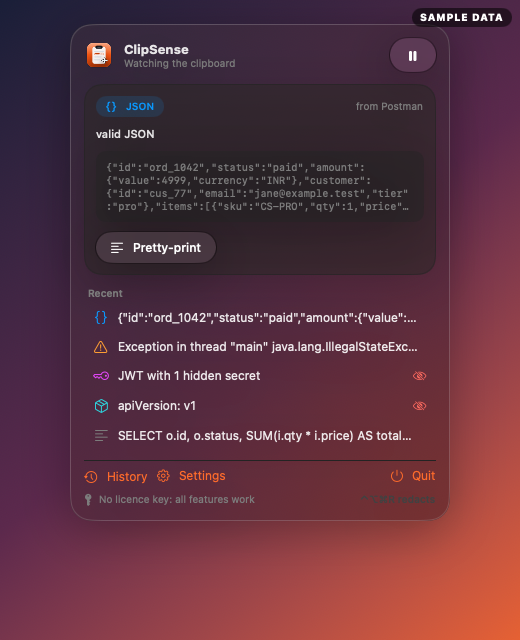 SAMPLE DATA
ClipSense
Watching the clipboard
{} JSON
from Postman
valid JSON
{"id":"ord_1042","status":"paid","amount":
{"value":4999,"currency":"INR"},"customer":
{"id":"cus_77","email":"jane@example.test","tier"
:"pro"},"items":[{"sku":"CS-PRO","qty":1,"price"…
Pretty-print
Recent
{} {"id":"ord_1042","status":"paid","amount":{"value":...
Exception in thread "main" java.lang.IllegalStateExc...
JWT with 1 hidden secret
apiVersion: v1
SELECT o.id, o.status, SUM(i.qty * i.price) AS total...
History
Settings
Quit
No licence key: all features work